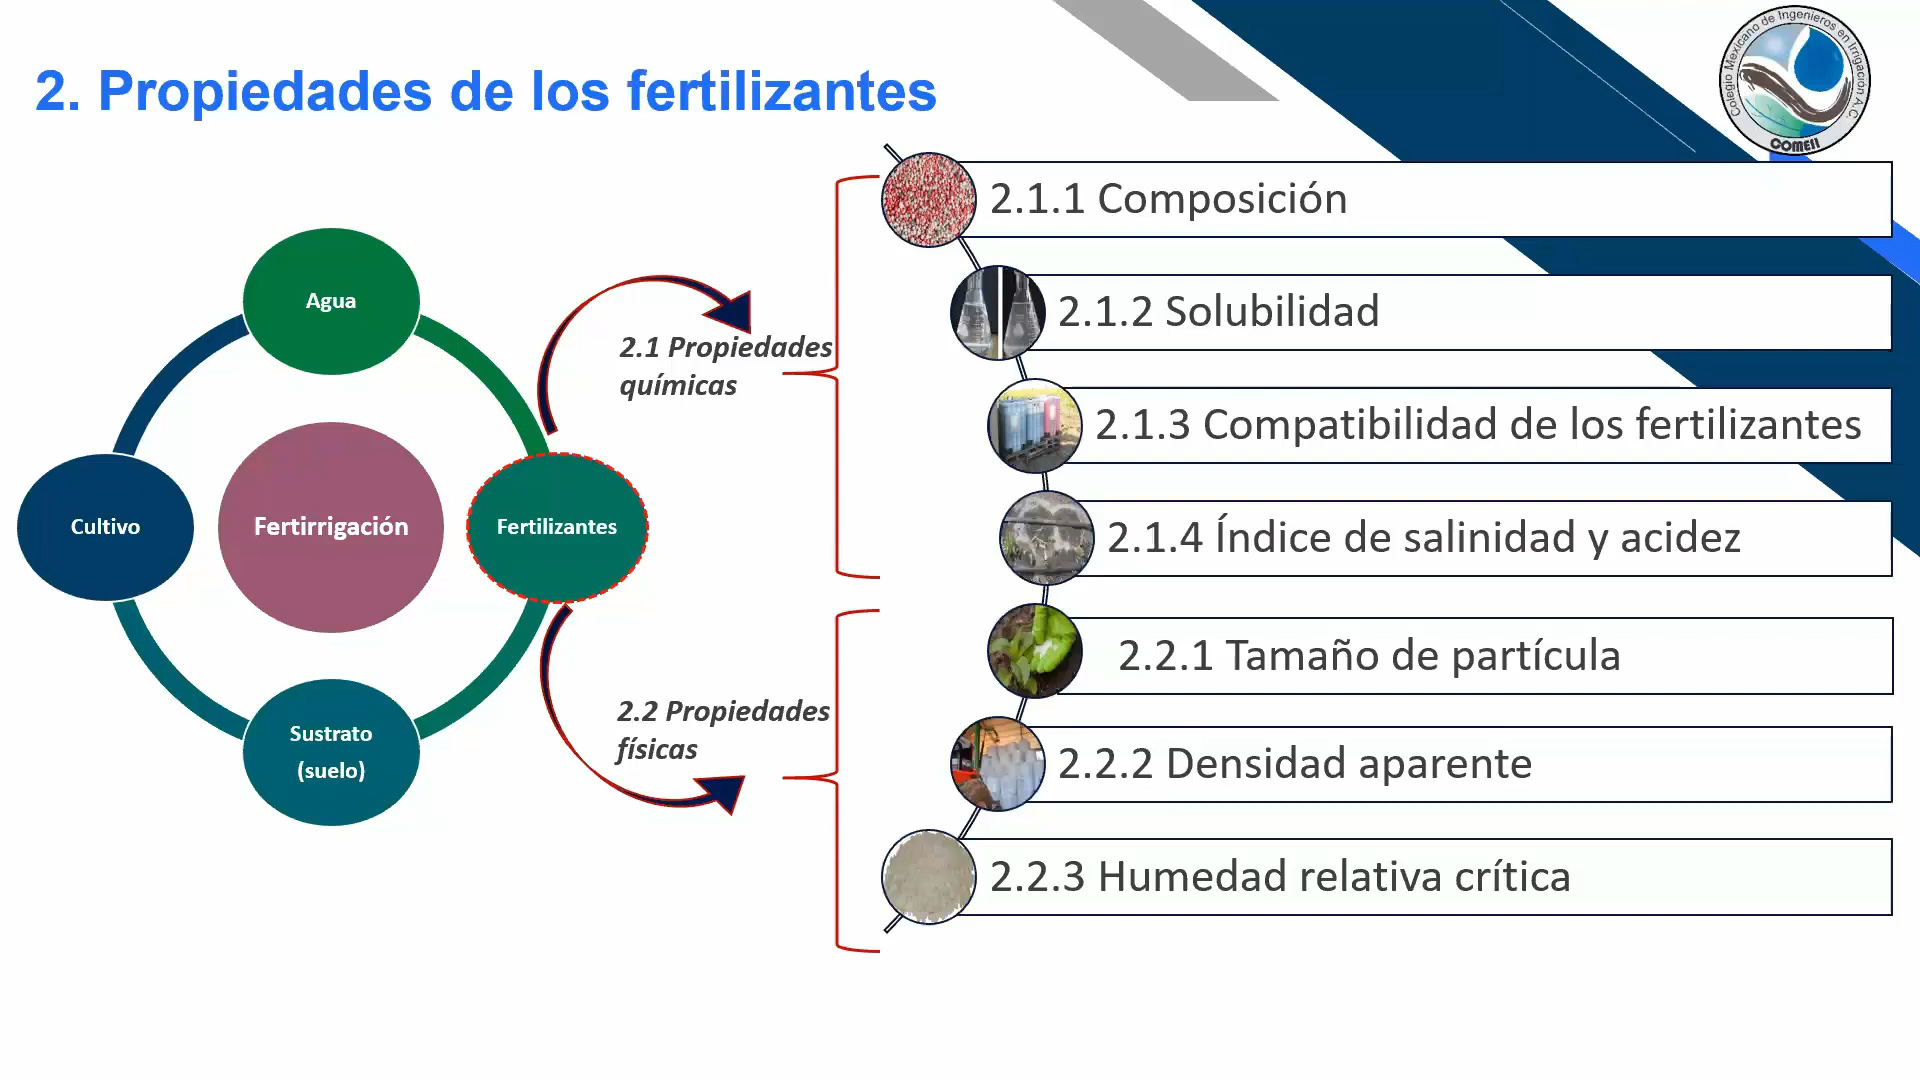 2. Propiedades de los fertilizantes
Colegio Mexicano de Ingenieros en Irrigación A.C.
COMEII
Agua
Cultivo
Fertirrigación
Fertilizantes
Sustrato
(suelo)
2.1 Propiedades
químicas
2.1.1 Composición
2.1.2 Solubilidad
2.1.3 Compatibilidad de los fertilizantes
2.1.4 Índice de salinidad y acidez
2.2 Propiedades
físicas
2.2.1 Tamaño de partícula
2.2.2 Densidad aparente
2.2.3 Humedad relativa crítica